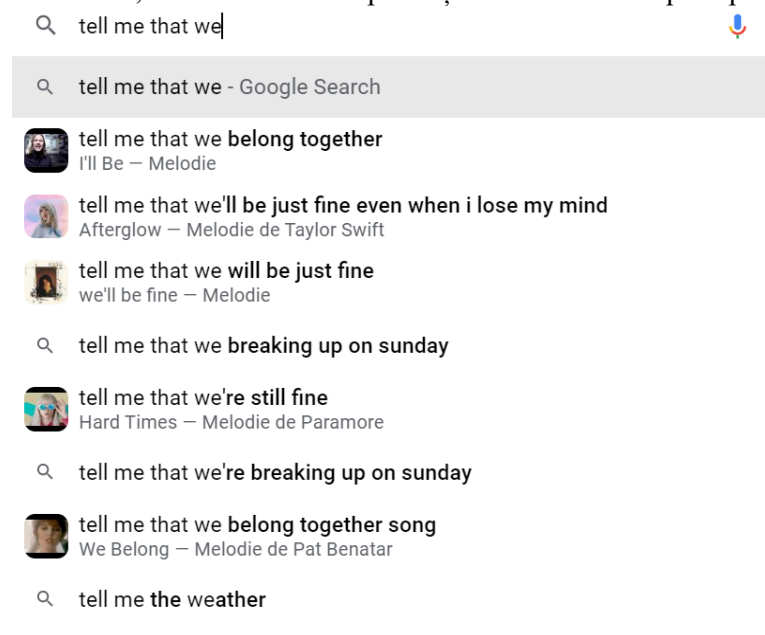 tell me that we
tell me that we - Google Search
tell me that we belong together
I'll Be — Melodie
tell me that we'll be just fine even when i lose my mind
Afterglow — Melodie de Taylor Swift
tell me that we will be just fine
we'll be fine — Melodie
tell me that we breaking up on sunday
tell me that we're still fine
Hard Times — Melodie de Paramore
tell me that we're breaking up on sunday
tell me that we belong together song
We Belong — Melodie de Pat Benatar
tell me the weather